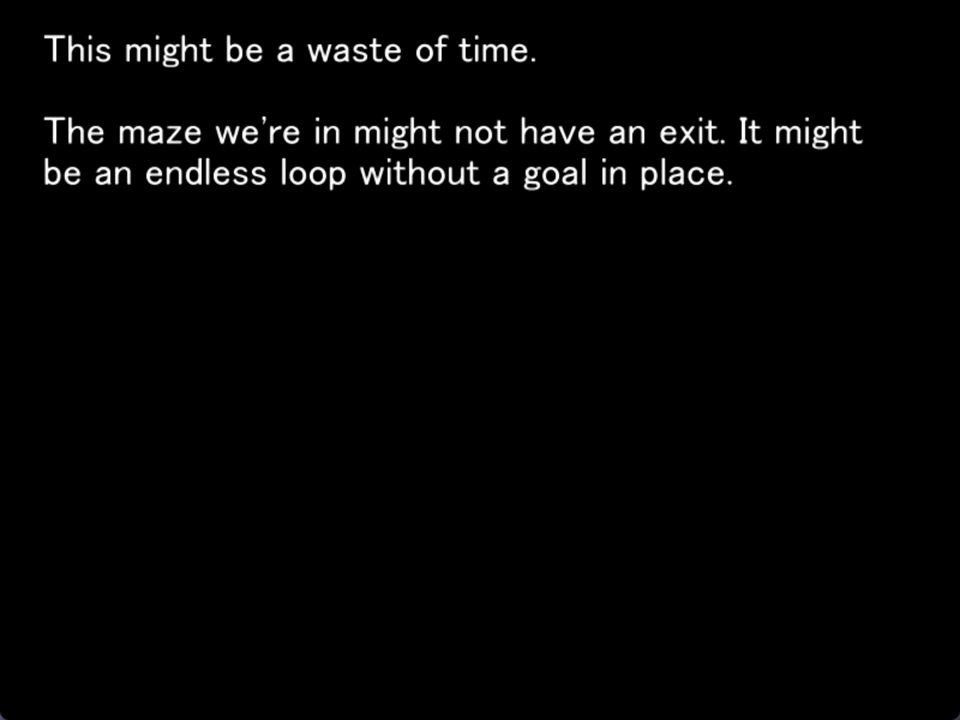 This might be a waste of time.
The maze we're in might not have an exit. It might
be an endless loop without a goal in place.